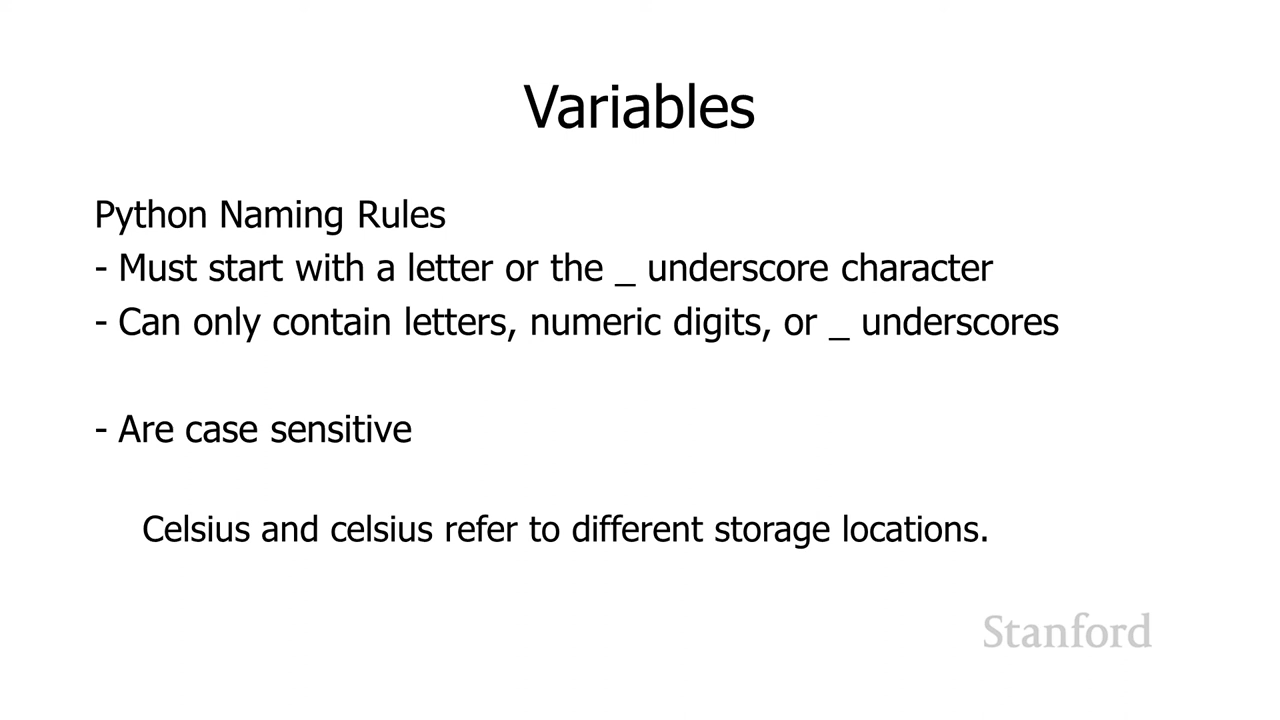 Variables
Python Naming Rules
- Must start with a letter or the _ underscore character
- Can only contain letters, numeric digits, or _ underscores
- Are case sensitive
Celsius and celsius refer to different storage locations.
Stanford